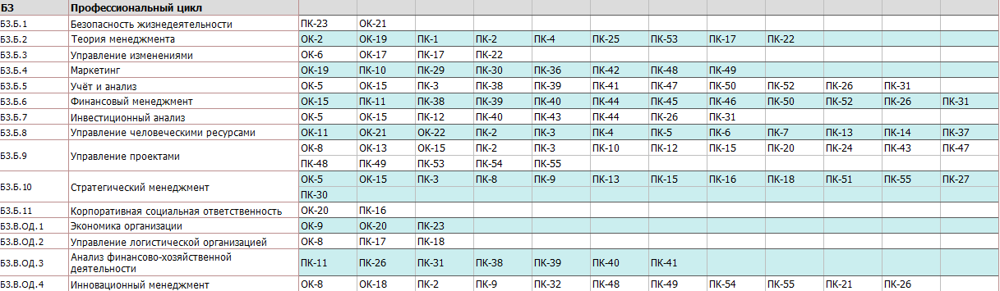 Б3 Профессиональный цикл
Б3.Б.1 Безопасность жизнедеятельности ПК-23 ОК-21
Б3.Б.2 Теория менеджмента ОК-2 ОК-19 ПК-1 ПК-2 ПК-4 ПК-25 ПК-53 ПК-17 ПК-22
Б3.Б.3 Управление изменениями ОК-6 ОК-17 ПК-17 ПК-22
Б3.Б.4 Маркетинг ОК-19 ПК-10 ПК-29 ПК-30 ПК-36 ПК-42 ПК-48 ПК-49
Б3.Б.5 Учёт и анализ ОК-5 ОК-15 ПК-3 ПК-38 ПК-39 ПК-41 ПК-47 ПК-50 ПК-52 ПК-26 ПК-31
Б3.Б.6 Финансовый менеджмент ОК-15 ПК-11 ПК-38 ПК-39 ПК-40 ПК-44 ПК-45 ПК-46 ПК-50 ПК-52 ПК-26 ПК-31
Б3.Б.7 Инвестиционный анализ ОК-5 ОК-15 ПК-12 ПК-40 ПК-43 ПК-44 ПК-26 ПК-31
Б3.Б.8 Управление человеческими ресурсами ОК-11 ОК-21 ОК-22 ПК-2 ПК-3 ПК-4 ПК-5 ПК-6 ПК-7 ПК-13 ПК-14 ПК-37
Б3.Б.9 Управление проектами ОК-8 ОК-13 ОК-15 ПК-2 ПК-3 ПК-10 ПК-12 ПК-15 ПК-20 ПК-24 ПК-43 ПК-47
ПК-48 ПК-49 ПК-53 ПК-54 ПК-55
Б3.Б.10 Стратегический менеджмент ОК-5 ОК-15 ПК-3 ПК-8 ПК-9 ПК-13 ПК-15 ПК-16 ПК-18 ПК-51 ПК-55 ПК-27
ПК-30
Б3.Б.11 Корпоративная социальная ответственность ОК-20 ПК-16
Б3.В.ОД.1 Экономика организации ОК-9 ОК-20 ПК-23
Б3.В.ОД.2 Управление логистической организацией ОК-8 ПК-17 ПК-18
Б3.В.ОД.3 Анализ финансово-хозяйственной
деятельности ПК-11 ПК-26 ПК-31 ПК-38 ПК-39 ПК-40 ПК-41
Б3.В.ОД.4 Инновационный менеджмент ОК-8 ОК-18 ПК-2 ПК-9 ПК-32 ПК-48 ПК-49 ПК-54 ПК-55 ПК-21 ПК-26